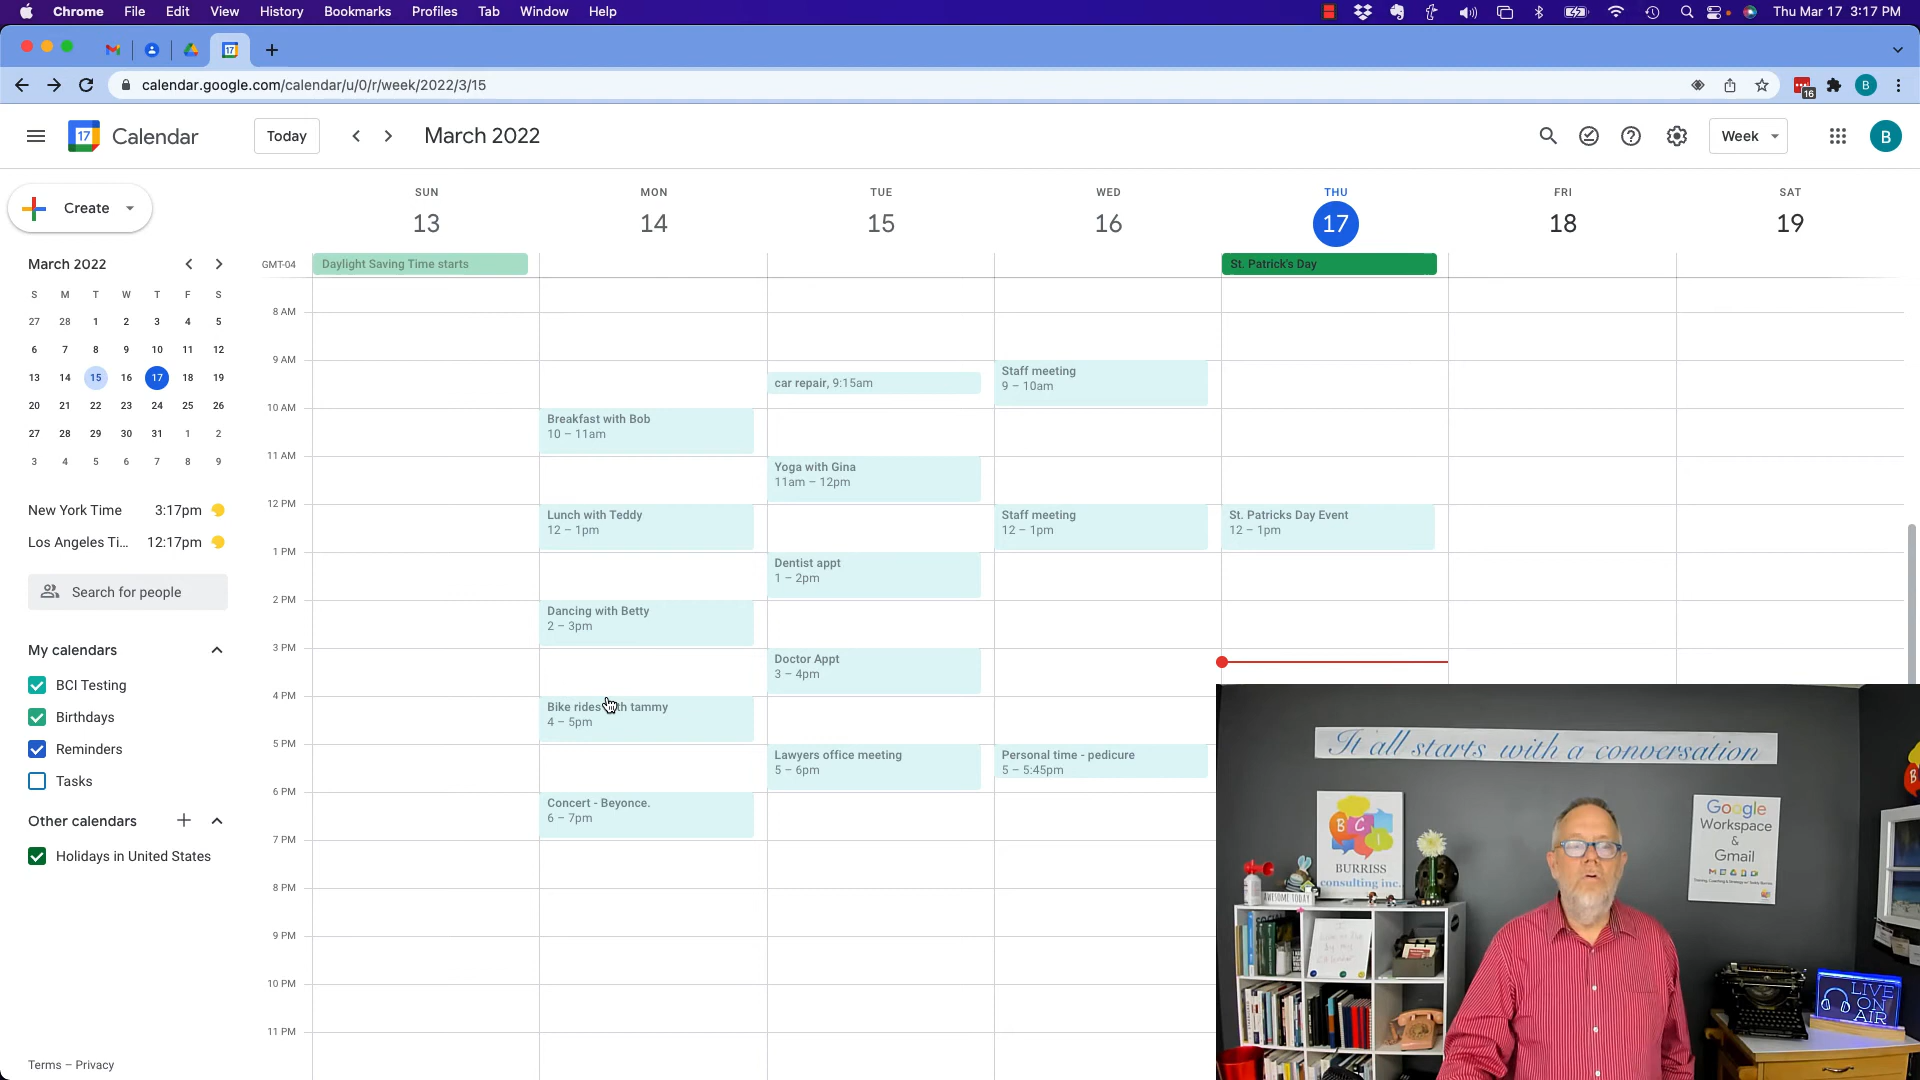 Chrome File Edit View History Bookmarks Profiles Tab Window Help
Thu Mar 17 3:17 PM
17
calendar.google.com/calendar/u/0/r/week/2022/3/15
16
B
17 Calendar
Today
March 2022
Week
B
Create
SUN MON TUE WED THU FRI SAT
13 14 15 16 17 18 19
GMT-04
Daylight Saving Time starts
St. Patrick's Day
March 2022
S M T W T F S
27 28 1 2 3 4 5
6 7 8 9 10 11 12
13 14 15 16 17 18 19
20 21 22 23 24 25 26
27 28 29 30 31 1 2
3 4 5 6 7 8 9
New York Time 3:17pm
Los Angeles Ti... 12:17pm
Search for people
My calendars
BCI Testing
Birthdays
Reminders
Tasks
Other calendars
Holidays in United States
Terms – Privacy
8 AM
9 AM
10 AM
11 AM
12 PM
1 PM
2 PM
3 PM
4 PM
5 PM
6 PM
7 PM
8 PM
9 PM
10 PM
11 PM
Breakfast with Bob
10 – 11am
Lunch with Teddy
12 – 1pm
Dancing with Betty
2 – 3pm
Bike rides with tammy
4 – 5pm
Concert - Beyonce.
6 – 7pm
car repair, 9:15am
Yoga with Gina
11am – 12pm
Dentist appt
1 – 2pm
Doctor Appt
3 – 4pm
Lawyers office meeting
5 – 6pm
Staff meeting
9 – 10am
Staff meeting
12 – 1pm
Personal time - pedicure
5 – 5:45pm
St. Patricks Day Event
12 – 1pm
It all starts with a conversation
B C I
BURRISS
consulting inc.
Google
Workspace
&
Gmail
AWESOME TODAY
LIVE
ON
AIR